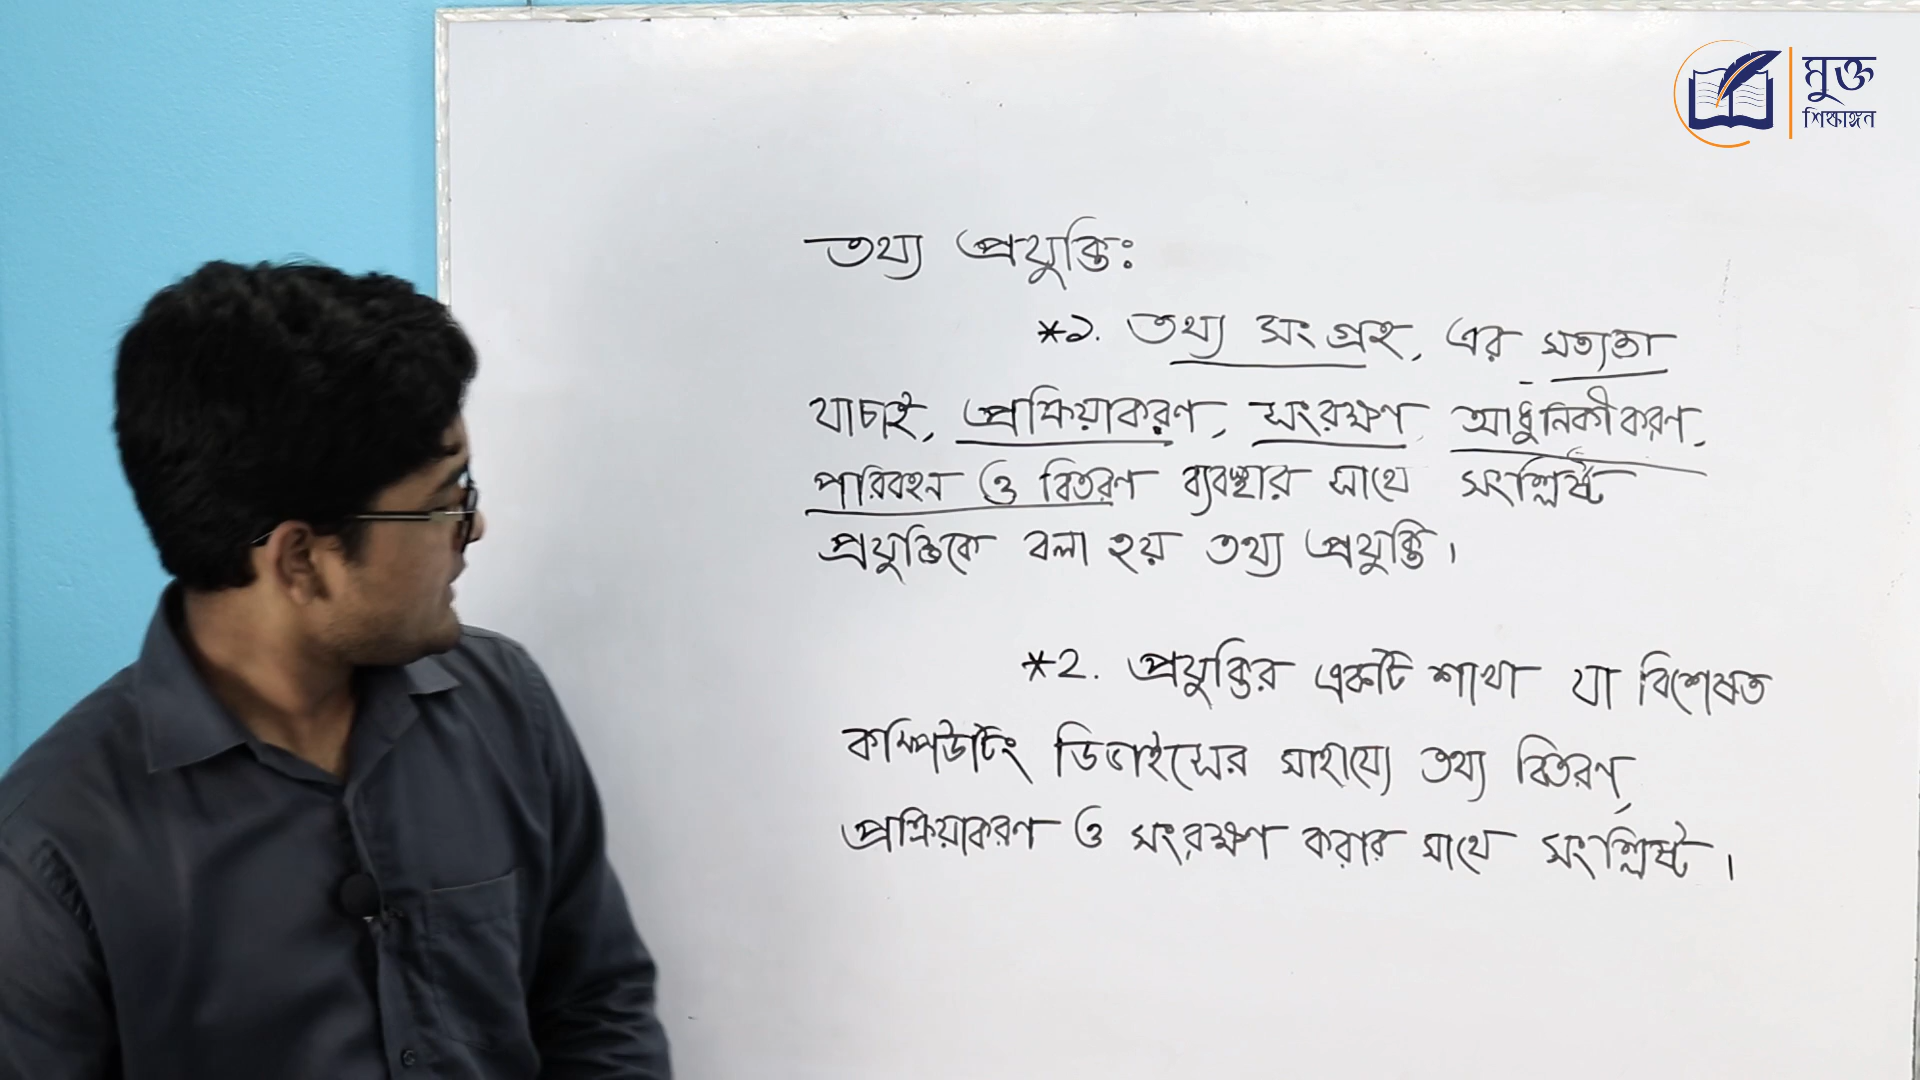 মুক্ত
শিক্ষাঙ্গন
তথ্য প্রযুক্তিঃ
*১. তথ্য সংগ্রহ, এর সত্যতা
যাচাই, প্রক্রিয়াকরণ, সংরক্ষণ, আধুনিকীকরণ,
পরিবহন ও বিতরণ ব্যবস্থার সাথে সংশ্লিষ্ট
প্রযুক্তিকে বলা হয় তথ্য প্রযুক্তি।
*2. প্রযুক্তির একটি শাখা যা বিশেষত
কম্পিউটিং ডিভাইসের সাহায্যে তথ্য বিতরণ,
প্রক্রিয়াকরণ ও সংরক্ষণ করার সাথে সংশ্লিষ্ট।